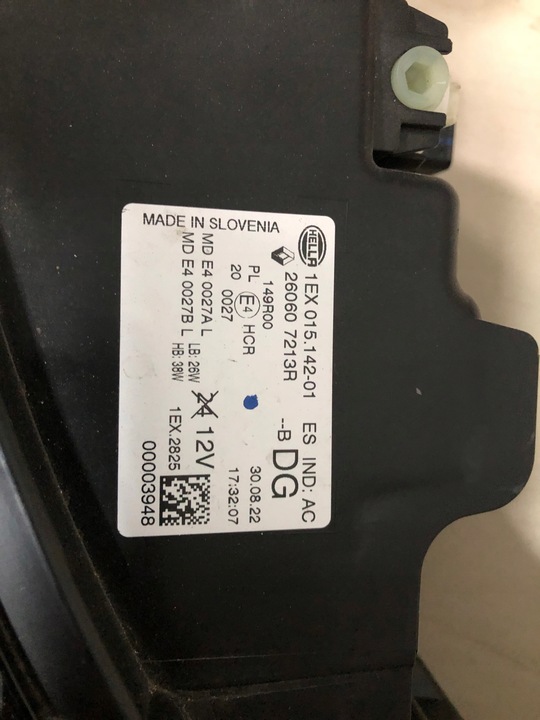 HELLA 1EX 015.142-01 ES IND: AC
26060 7213R --B DG
149R00
PL E4 HCR 30.08.22
20 0027 17:32:07
MD E4 0027A L LB: 26W 24 12V
MD E4 0027B L HB: 38W 1EX.2825
00003948
MADE IN SLOVENIA